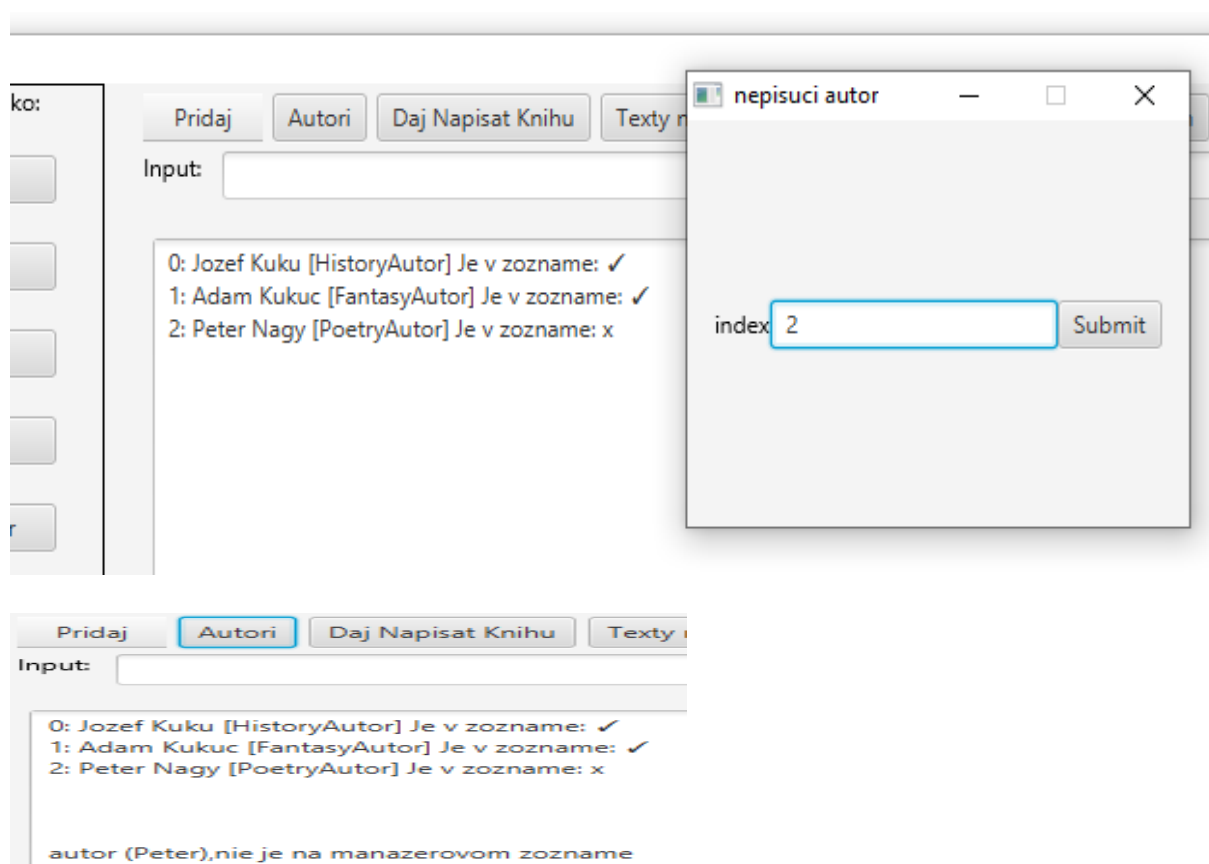 ko:
nepisuci autor
Pridaj Autori Daj Napisat Knihu Texty
Input:
0: Jozef Kuku [HistoryAutor] Je v zozname: ✓
1: Adam Kukuc [FantasyAutor] Je v zozname: ✓
2: Peter Nagy [PoetryAutor] Je v zozname: x
index 2 Submit
r
Pridaj Autori Daj Napisat Knihu Texty
Input:
0: Jozef Kuku [HistoryAutor] Je v zozname: ✓
1: Adam Kukuc [FantasyAutor] Je v zozname: ✓
2: Peter Nagy [PoetryAutor] Je v zozname: x
autor (Peter),nie je na manazerovom zozname